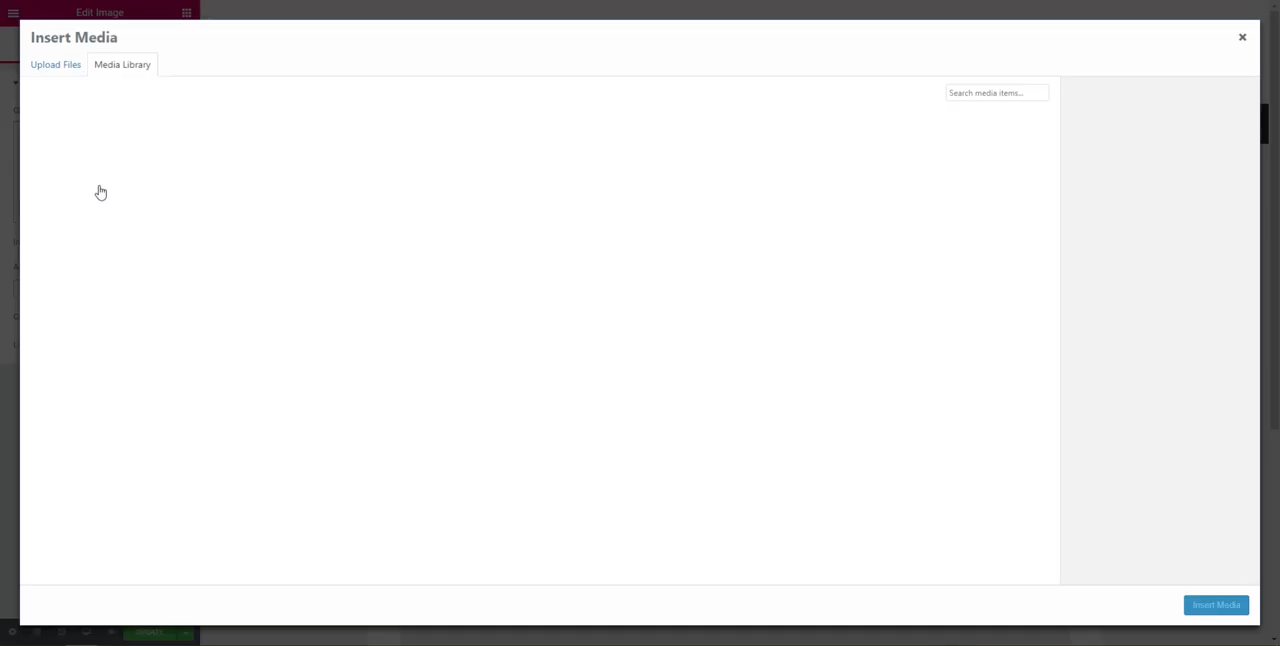 Edit Image
Insert Media
Upload Files
Media Library
Search media items...
Insert Media